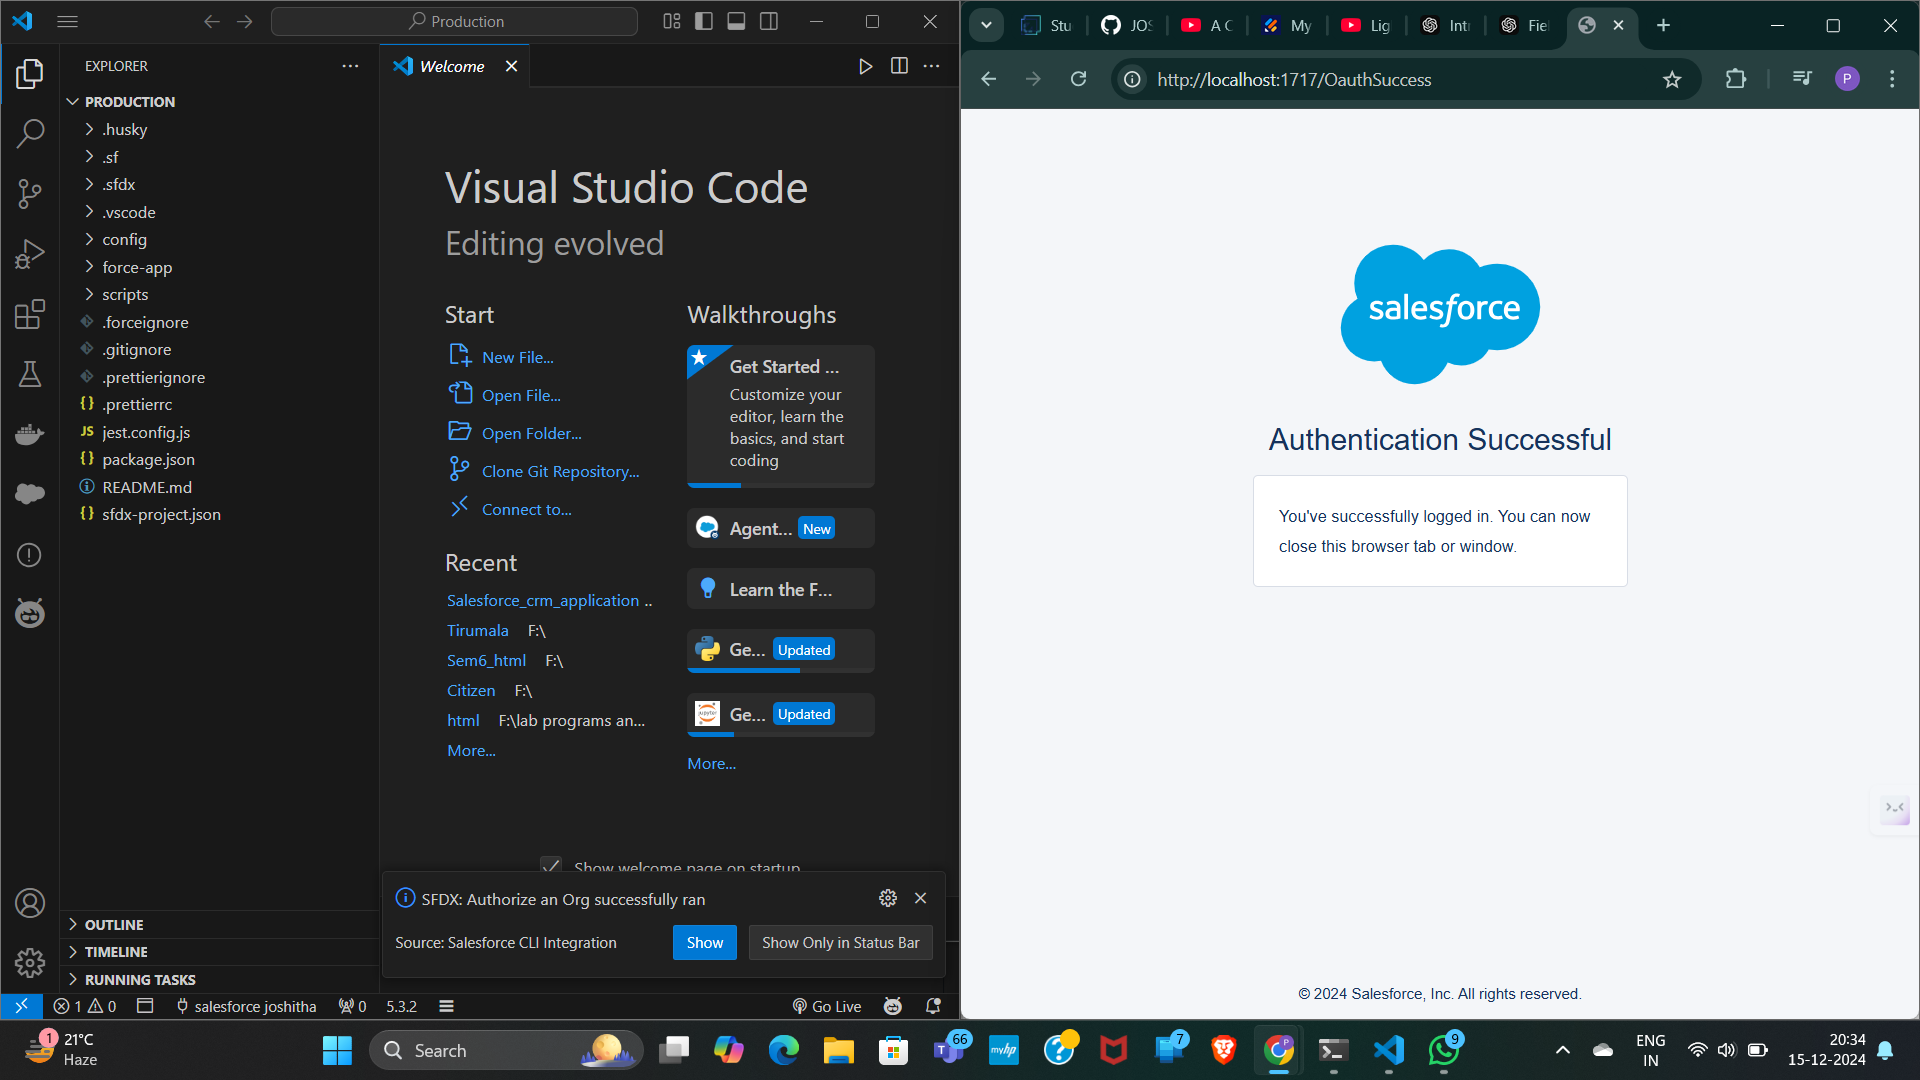 Production
EXPLORER
PRODUCTION
.husky
.sf
.sfdx
.vscode
config
force-app
scripts
.forceignore
.gitignore
.prettierignore
{} .prettierrc
JS jest.config.js
{} package.json
README.md
{} sfdx-project.json
OUTLINE
TIMELINE
RUNNING TASKS
Welcome
Visual Studio Code
Editing evolved
Start
New File...
Open File...
Open Folder...
Clone Git Repository...
Connect to...
Recent
Salesforce_crm_application ..
Tirumala F:\
Sem6_html F:\
Citizen F:\
html F:\lab programs an...
More...
Walkthroughs
Get Started ...
Customize your
editor, learn the
basics, and start
coding
Agent... New
Learn the F...
Ge... Updated
jupyter Ge... Updated
More...
Show welcome page on startup
SFDX: Authorize an Org successfully ran
Source: Salesforce CLI Integration
Show
Show Only in Status Bar
1 0 salesforce joshitha 0 5.3.2 Go Live
Stu JOS A C My Lig Intr Fiel
http://localhost:1717/OauthSuccess
P
salesforce
Authentication Successful
You've successfully logged in. You can now
close this browser tab or window.
© 2024 Salesforce, Inc. All rights reserved.
1 21°C
Haze
Search
T 66
myhp
7
P
9
ENG
IN
20:34
15-12-2024